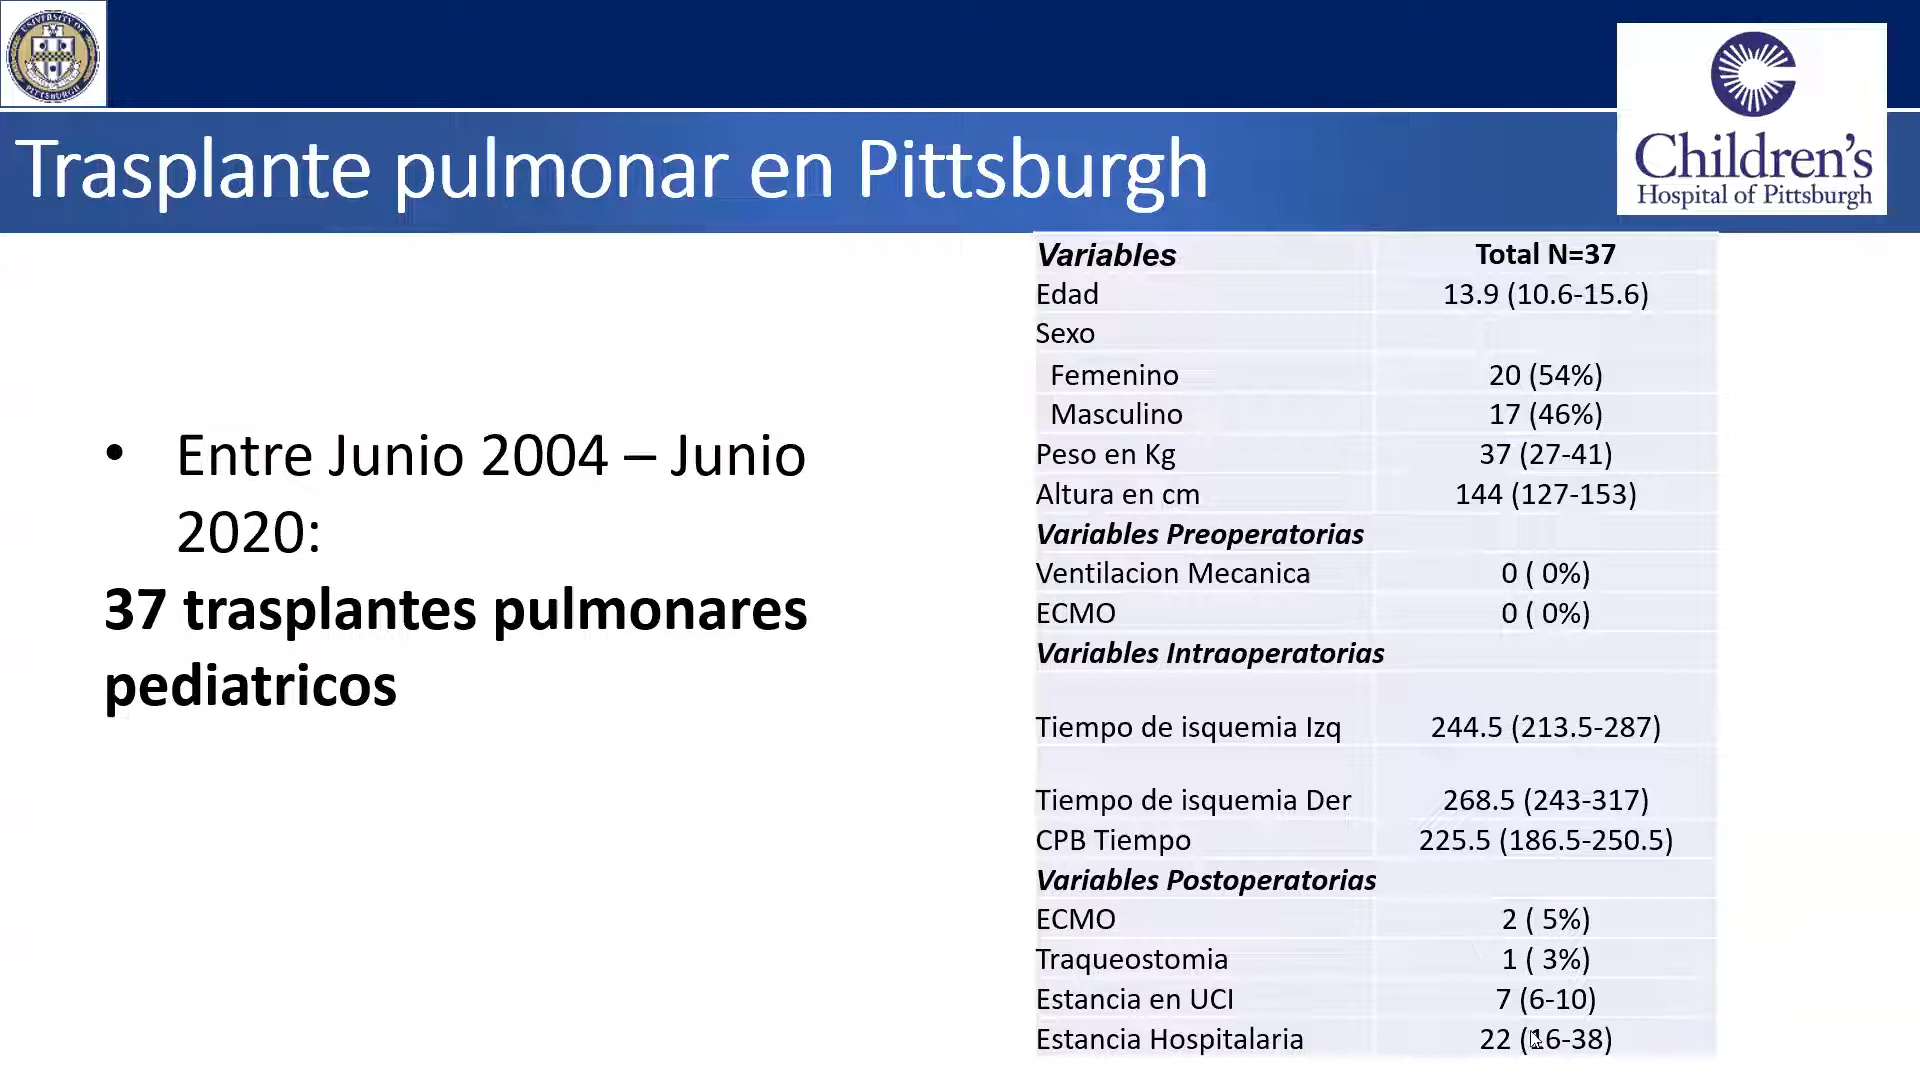 UNIVERSITY OF
PITTSBURGH
Children's
Hospital of Pittsburgh
Trasplante pulmonar en Pittsburgh
• Entre Junio 2004 – Junio
2020:
37 trasplantes pulmonares
pediatricos
Variables Total N=37
Edad 13.9 (10.6-15.6)
Sexo
Femenino 20 (54%)
Masculino 17 (46%)
Peso en Kg 37 (27-41)
Altura en cm 144 (127-153)
Variables Preoperatorias
Ventilacion Mecanica 0 ( 0%)
ECMO 0 ( 0%)
Variables Intraoperatorias
Tiempo de isquemia Izq 244.5 (213.5-287)
Tiempo de isquemia Der 268.5 (243-317)
CPB Tiempo 225.5 (186.5-250.5)
Variables Postoperatorias
ECMO 2 ( 5%)
Traqueostomia 1 ( 3%)
Estancia en UCI 7 (6-10)
Estancia Hospitalaria 22 (16-38)